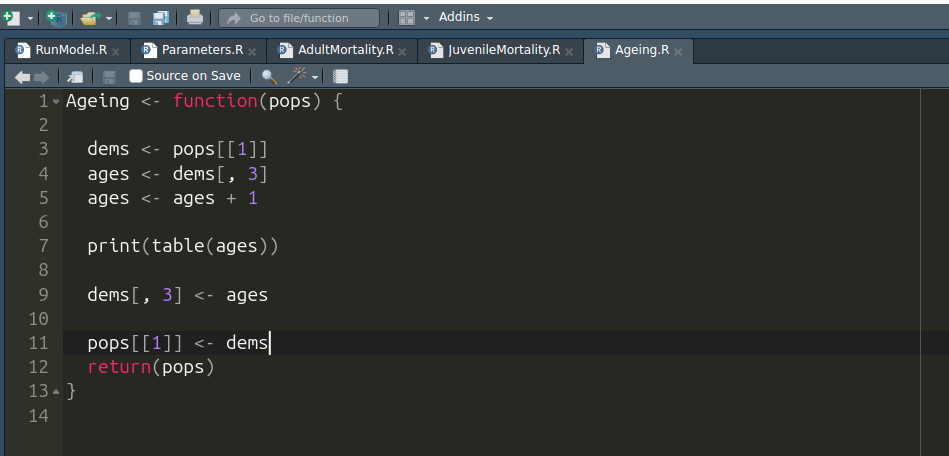 Go to file/function Addins
RunModel.R Parameters.R AdultMortality.R JuvenileMortality.R Ageing.R
Source on Save
1 Ageing <- function(pops) {
2
3 dems <- pops[[1]]
4 ages <- dems[, 3]
5 ages <- ages + 1
6
7 print(table(ages))
8
9 dems[, 3] <- ages
10
11 pops[[1]] <- dems
12 return(pops)
13 }
14